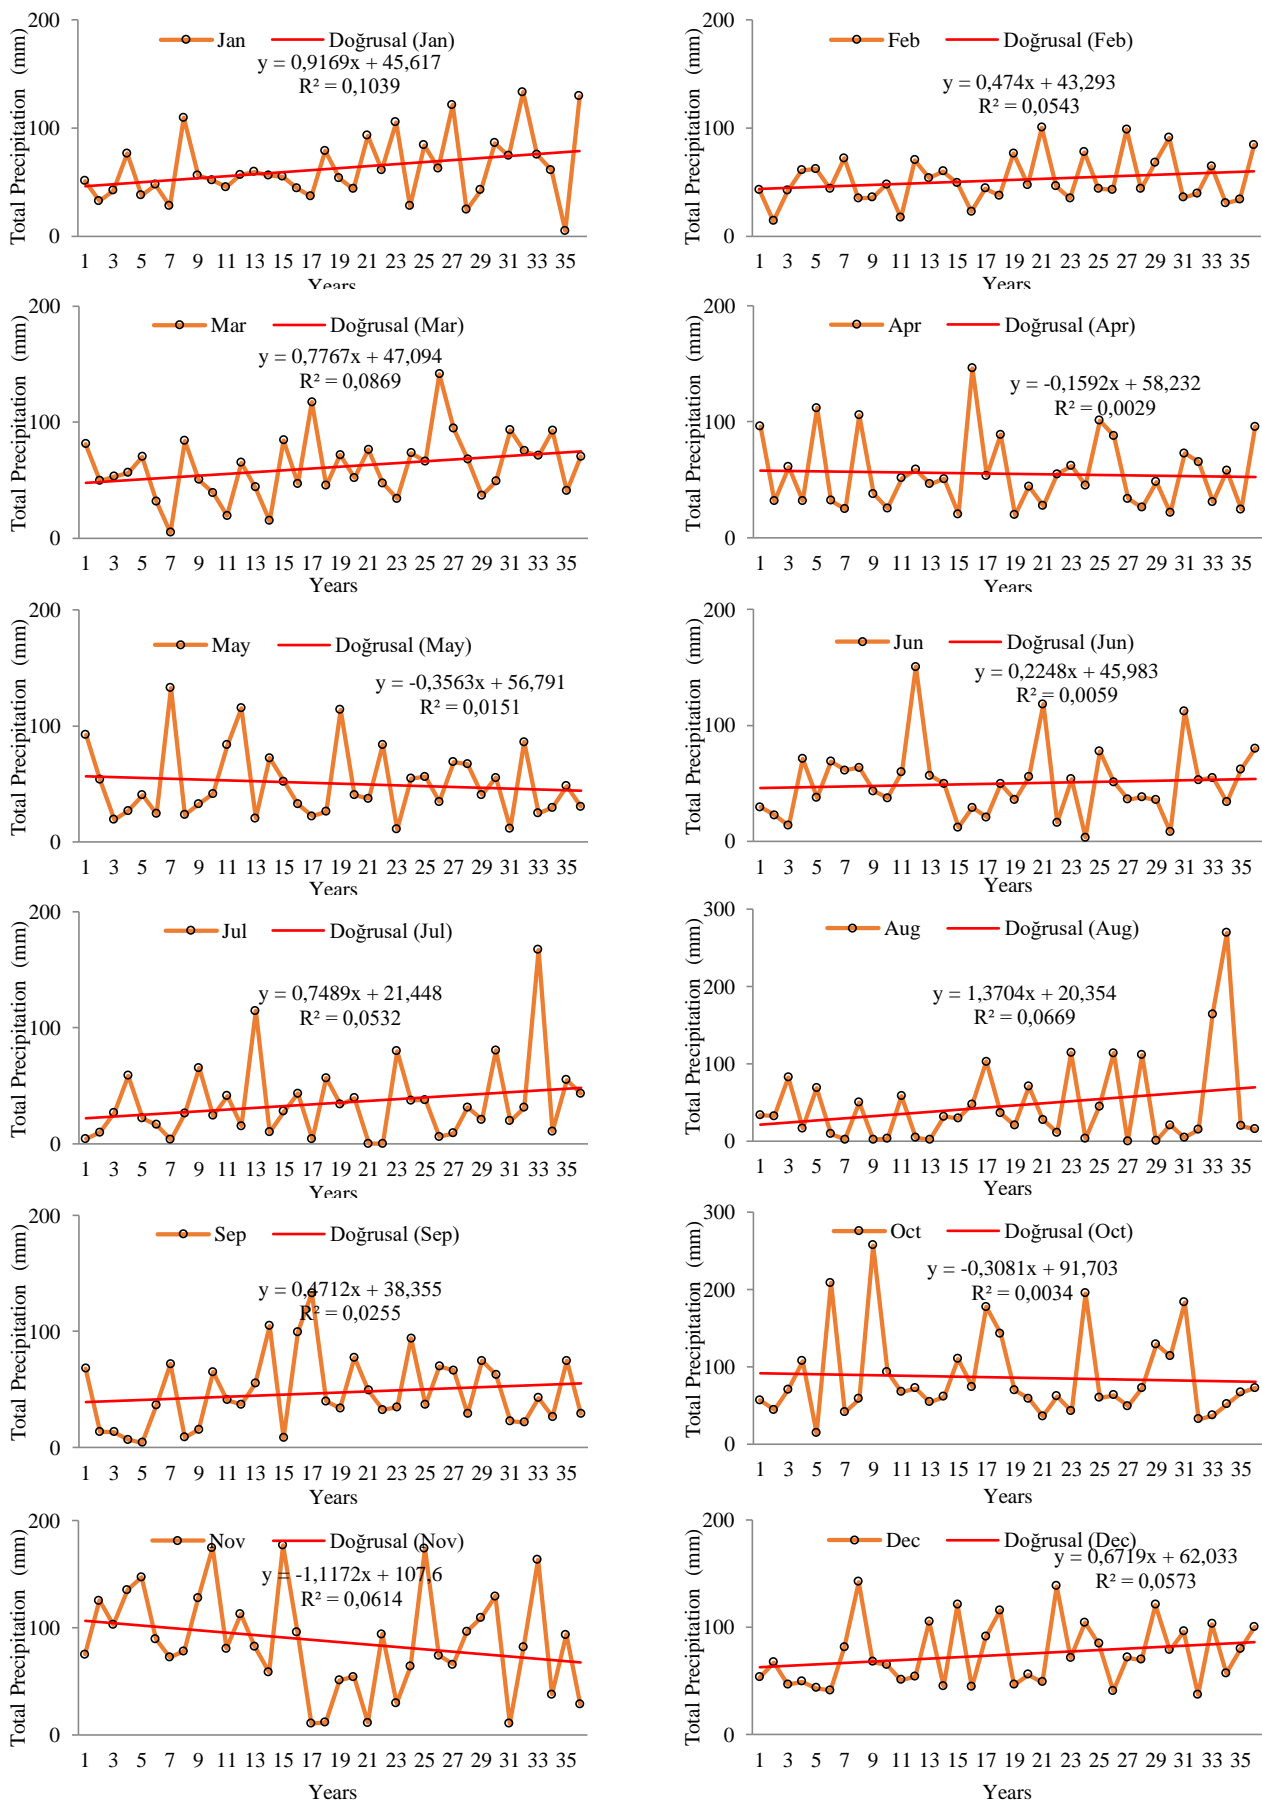 200
Jan Doğrusal (Jan)
y = 0,9169x + 45,617
R² = 0,1039
100
0
1 3 5 7 9 11 13 15 17 19 21 23 25 27 29 31 33 35
Total Precipitation (mm)
Years
200
Feb Doğrusal (Feb)
y = 0,474x + 43,293
R² = 0,0543
100
0
1 3 5 7 9 11 13 15 17 19 21 23 25 27 29 31 33 35
Total Precipitation (mm)
Years
200
Mar Doğrusal (Mar)
y = 0,7767x + 47,094
R² = 0,0869
100
0
1 3 5 7 9 11 13 15 17 19 21 23 25 27 29 31 33 35
Total Precipitation (mm)
Years
200
Apr Doğrusal (Apr)
y = -0,1592x + 58,232
R² = 0,0029
100
0
1 3 5 7 9 11 13 15 17 19 21 23 25 27 29 31 33 35
Total Precipitation (mm)
Years
200
May Doğrusal (May)
y = -0,3563x + 56,791
R² = 0,0151
100
0
1 3 5 7 9 11 13 15 17 19 21 23 25 27 29 31 33 35
Total Precipitation (mm)
Years
200
Jun Doğrusal (Jun)
y = 0,2248x + 45,983
R² = 0,0059
100
0
1 3 5 7 9 11 13 15 17 19 21 23 25 27 29 31 33 35
Total Precipitation (mm)
Years
200
Jul Doğrusal (Jul)
y = 0,7489x + 21,448
R² = 0,0532
100
0
1 3 5 7 9 11 13 15 17 19 21 23 25 27 29 31 33 35
Total Precipitation (mm)
Years
300
Aug Doğrusal (Aug)
y = 1,3704x + 20,354
R² = 0,0669
200
100
0
1 3 5 7 9 11 13 15 17 19 21 23 25 27 29 31 33 35
Total Precipitation (mm)
Years
200
Sep Doğrusal (Sep)
y = 0,4712x + 38,355
R² = 0,0255
100
0
1 3 5 7 9 11 13 15 17 19 21 23 25 27 29 31 33 35
Total Precipitation (mm)
Years
300
Oct Doğrusal (Oct)
y = -0,3081x + 91,703
R² = 0,0034
200
100
0
1 3 5 7 9 11 13 15 17 19 21 23 25 27 29 31 33 35
Total Precipitation (mm)
Years
200
Nov Doğrusal (Nov)
y = -1,1172x + 107,6
R² = 0,0614
100
0
1 3 5 7 9 11 13 15 17 19 21 23 25 27 29 31 33 35
Total Precipitation (mm)
Years
200
Dec Doğrusal (Dec)
y = 0,6719x + 62,033
R² = 0,0573
100
0
1 3 5 7 9 11 13 15 17 19 21 23 25 27 29 31 33 35
Total Precipitation (mm)
Years